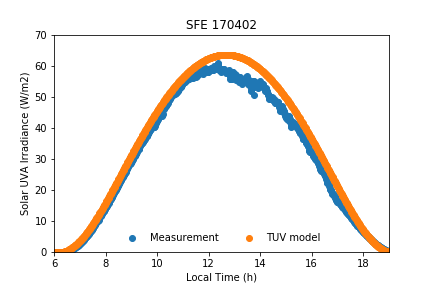 SFE 170402
Solar UVA Irradiance (W/m2)
70
60
50
40
30
20
10
0
Measurement TUV model
6 8 10 12 14 16 18
Local Time (h)